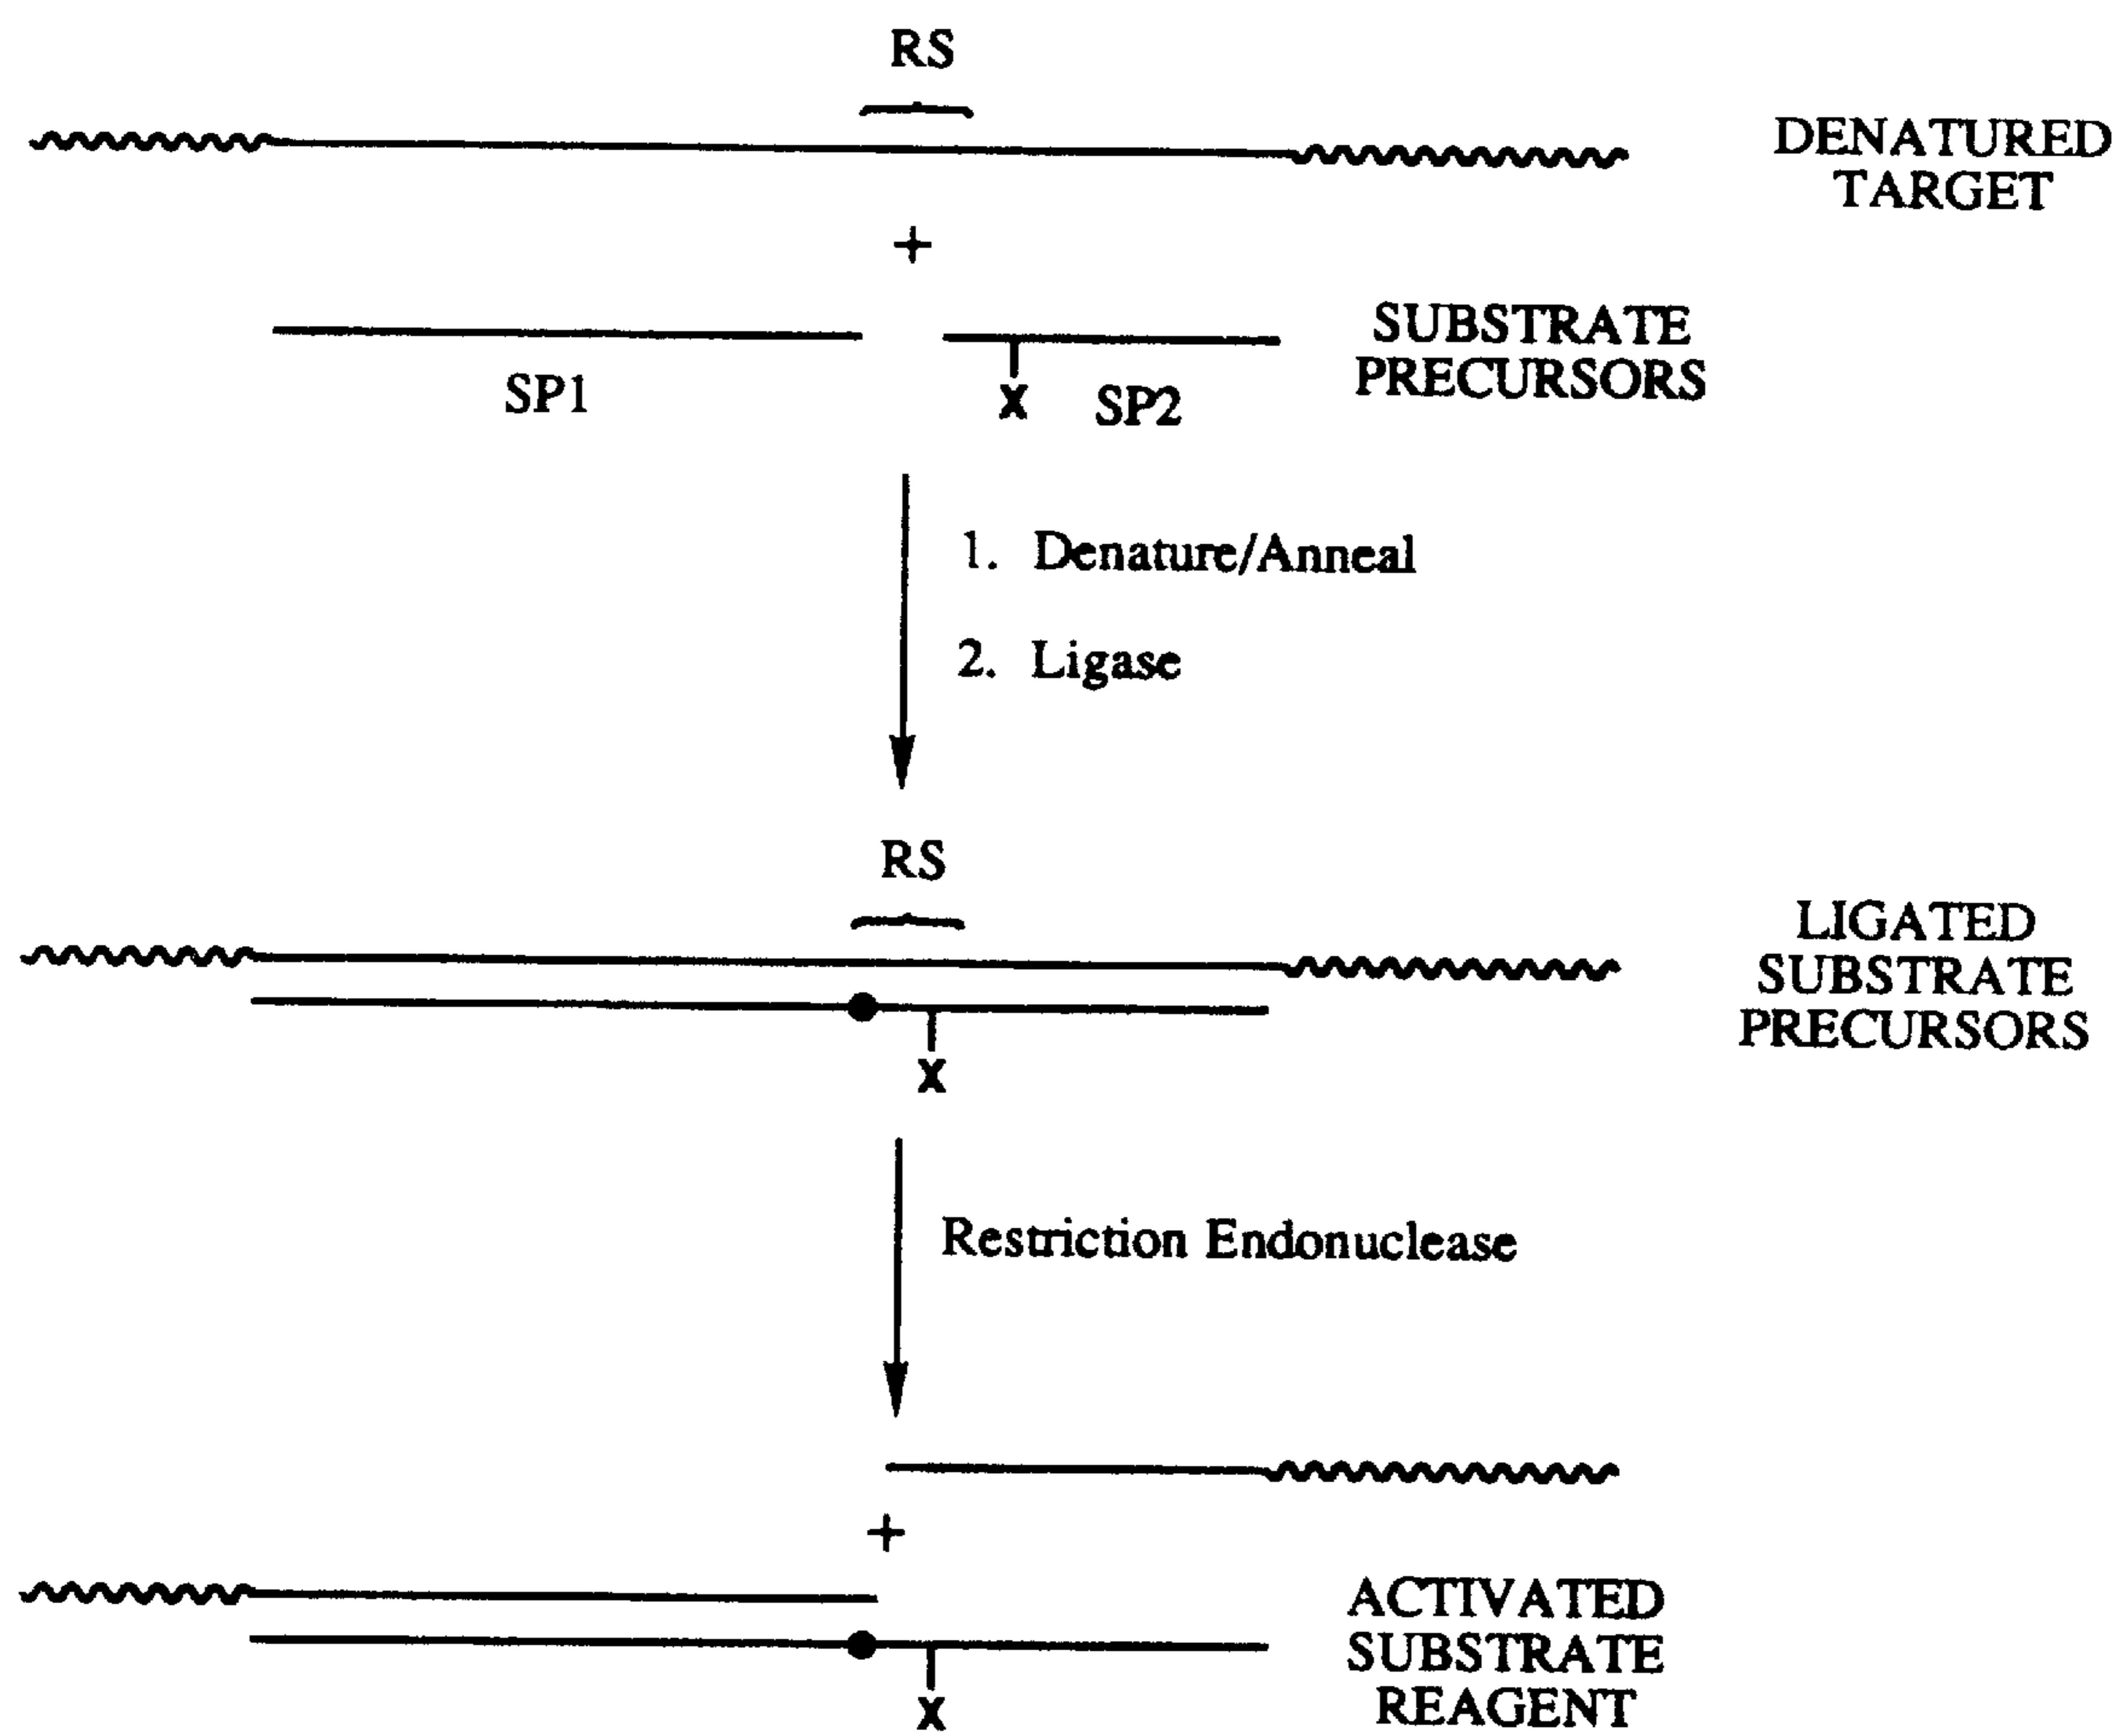 RS
DENATURED
TARGET
+
SUBSTRATE
PRECURSORS
SP1
X
SP2
1. Denature/Anneal
2. Ligase
RS
LIGATED
SUBSTRATE
PRECURSORS
X
Restriction Endonuclease
+
ACTIVATED
SUBSTRATE
REAGENT
X